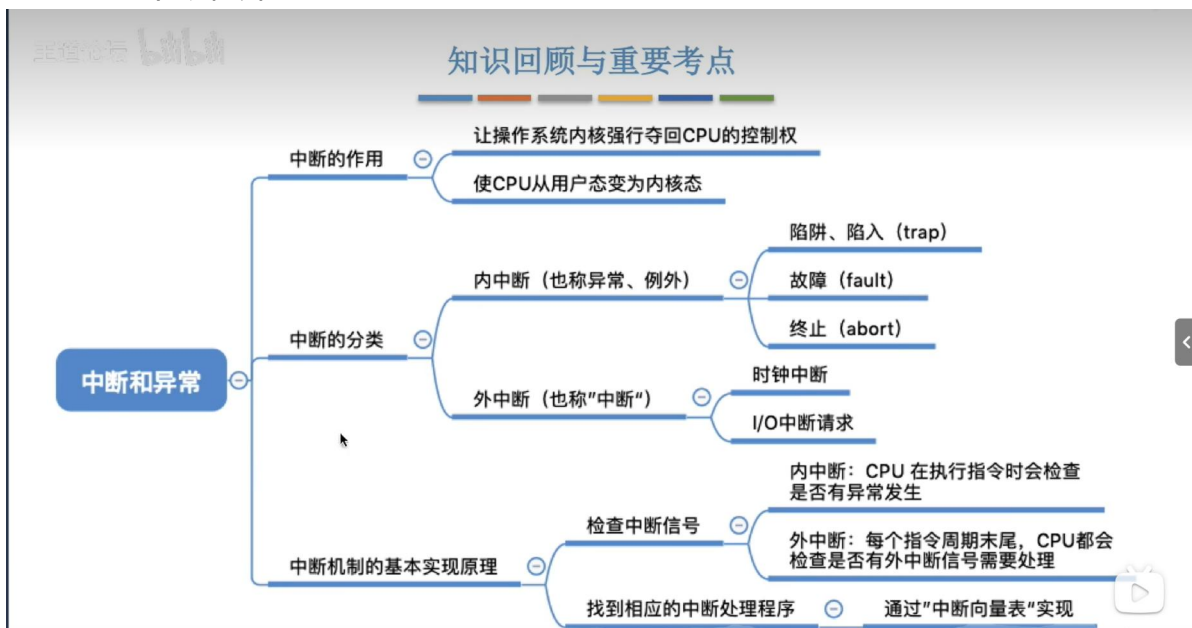 王道论坛 bilibili
知识回顾与重要考点
让操作系统内核强行夺回CPU的控制权
中断的作用
使CPU从用户态变为内核态
陷阱、陷入（trap）
内中断（也称异常、例外）
故障（fault）
终止（abort）
中断的分类
时钟中断
外中断（也称"中断“）
I/O中断请求
中断和异常
内中断：CPU 在执行指令时会检查
是否有异常发生
检查中断信号
外中断：每个指令周期末尾，CPU都会
检查是否有外中断信号需要处理
中断机制的基本实现原理
找到相应的中断处理程序
通过"中断向量表“实现